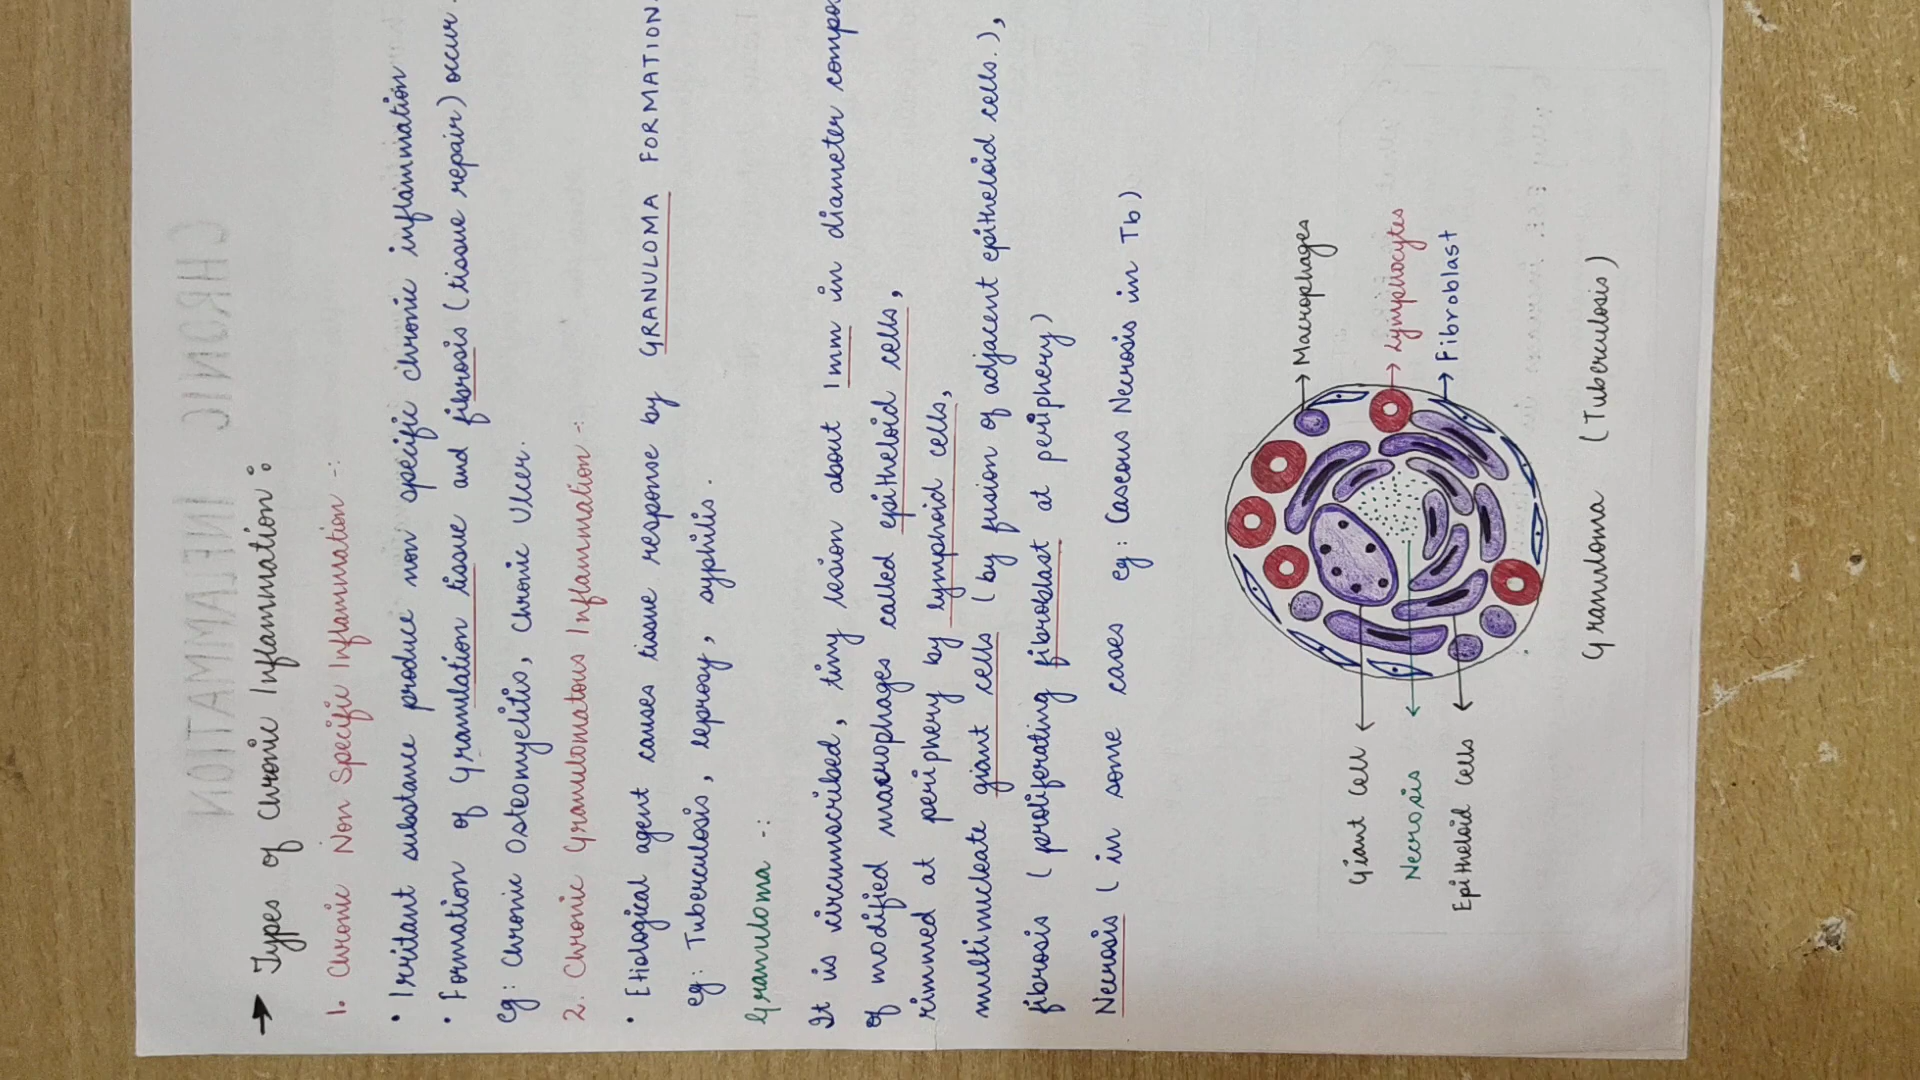 → Types of Chronic Inflammation :
1. Chronic Non Specific Inflammation -:
• Irritant substance produce non specific chronic inflammation
• Formation of Granulation tissue and fibrosis (tissue repair) occur.
eg: Chronic Osteomyelitis, Chronic Ulcer.
2. Chronic Granulomatous Inflammation -:
• Etiological agent causes tissue response by GRANULOMA FORMATION.
eg: Tuberculosis, leprosy, syphilis.
Granuloma -:
It is circumscribed, tiny lesion about 1mm in diameter compo
of modified macrophages called epitheloid cells,
rimmed at periphery by lymphoid cells,
multinucleate giant cells (by fusion of adjacent epitheloid cells.),
fibrosis (proliferating fibroblast at periphery)
Necrosis (in some cases eg: Caseous Necrosis in Tb)
→ Macrophages
→ Lymphocytes
→ Fibroblast
Giant Cell ←
Necrosis ←
Epitheloid Cells ←
Granuloma (Tuberculosis)
CHRONIC INFLAMMATION